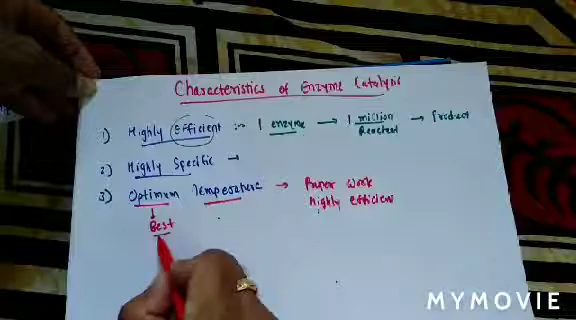 Characteristics of Enzyme Catalysis
1) Highly Efficient :- 1 enzyme → 1 million Reactant → Product
2) Highly Specific →
3) Optimum Temperature → Proper work
Highly efficient
↓
Best
MYMOVIE